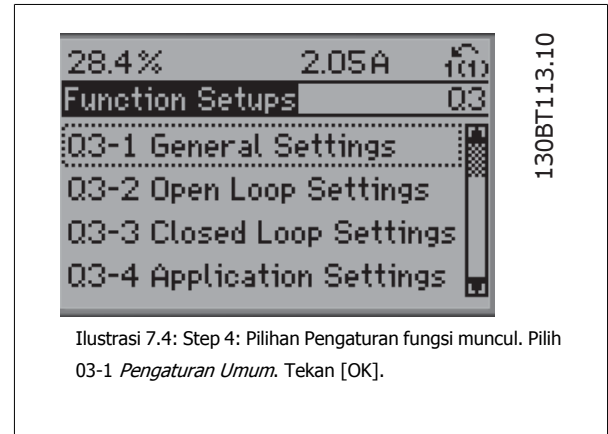 28.4% 2.05A 1(1)
Function Setups Q3
Q3-1 General Settings
Q3-2 Open Loop Settings
Q3-3 Closed Loop Settings
Q3-4 Application Settings
130BT113.10
Ilustrasi 7.4: Step 4: Pilihan Pengaturan fungsi muncul. Pilih
03-1 Pengaturan Umum. Tekan [OK].